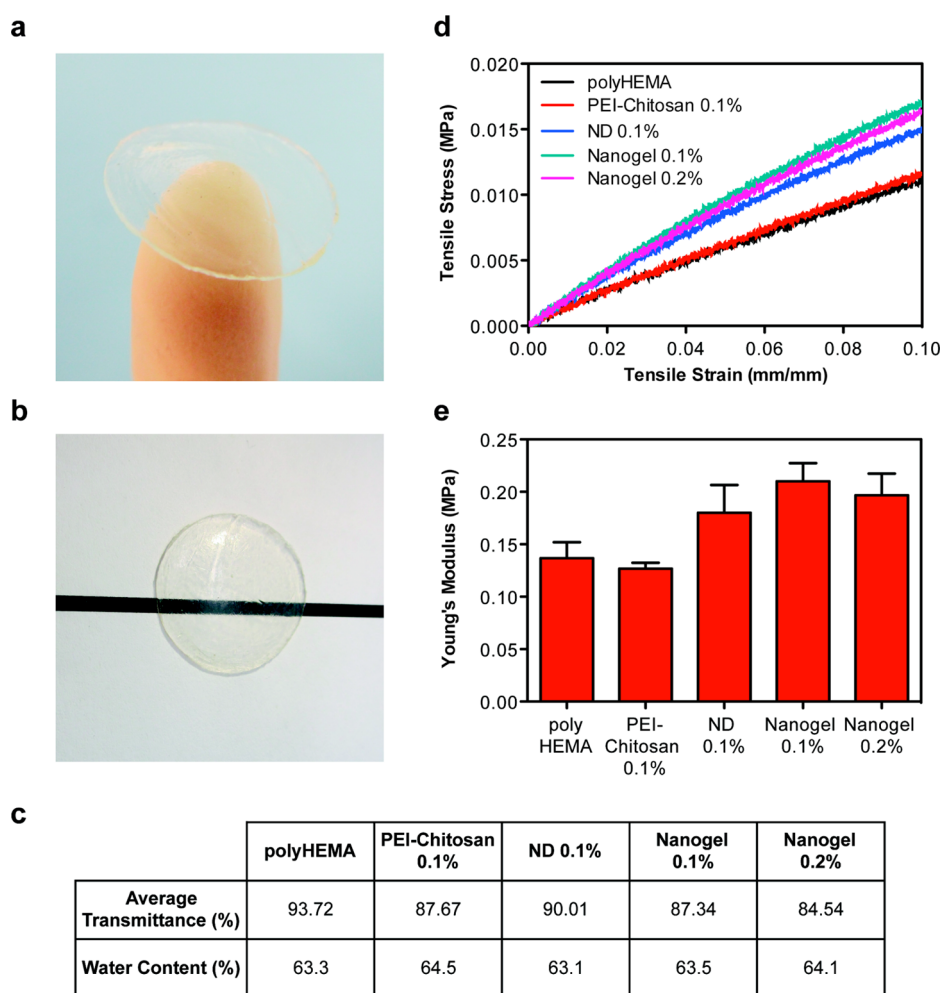 a
b
d
Tensile Stress (MPa)
0.020
0.015
0.010
0.005
0.000
polyHEMA
PEI-Chitosan 0.1%
ND 0.1%
Nanogel 0.1%
Nanogel 0.2%
0.00 0.02 0.04 0.06 0.08 0.10
Tensile Strain (mm/mm)
e
Young's Modulus (MPa)
0.25
0.20
0.15
0.10
0.05
0.00
poly
HEMA
PEI-
Chitosan
0.1%
ND
0.1%
Nanogel
0.1%
Nanogel
0.2%
c
polyHEMA
PEI-Chitosan
0.1%
ND 0.1%
Nanogel
0.1%
Nanogel
0.2%
Average
Transmittance (%)
93.72 87.67 90.01 87.34 84.54
Water Content (%) 63.3 64.5 63.1 63.5 64.1